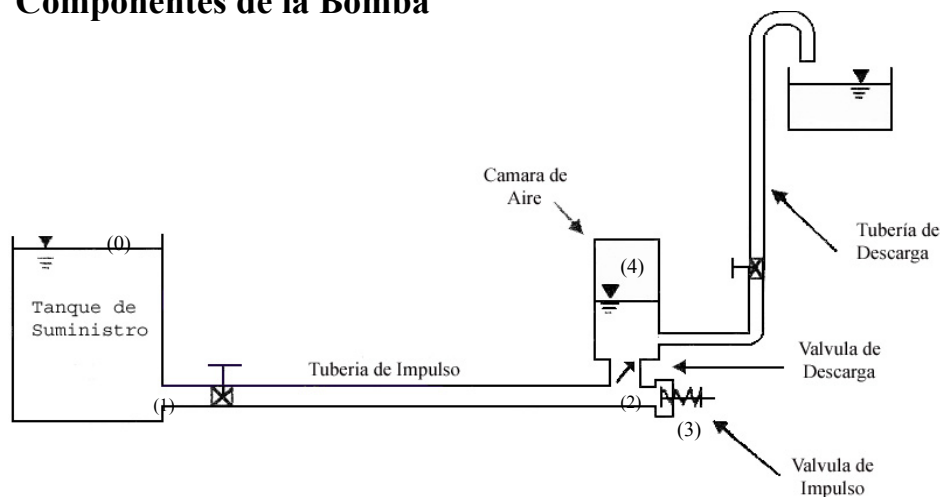 Componentes de la Bomba
Camara de
Aire
(0)
(4)
Tubería de
Descarga
Tanque de
Suministro
Tuberia de Impulso
Valvula de
Descarga
(1)
(2)
(3)
Valvula de
Impulso